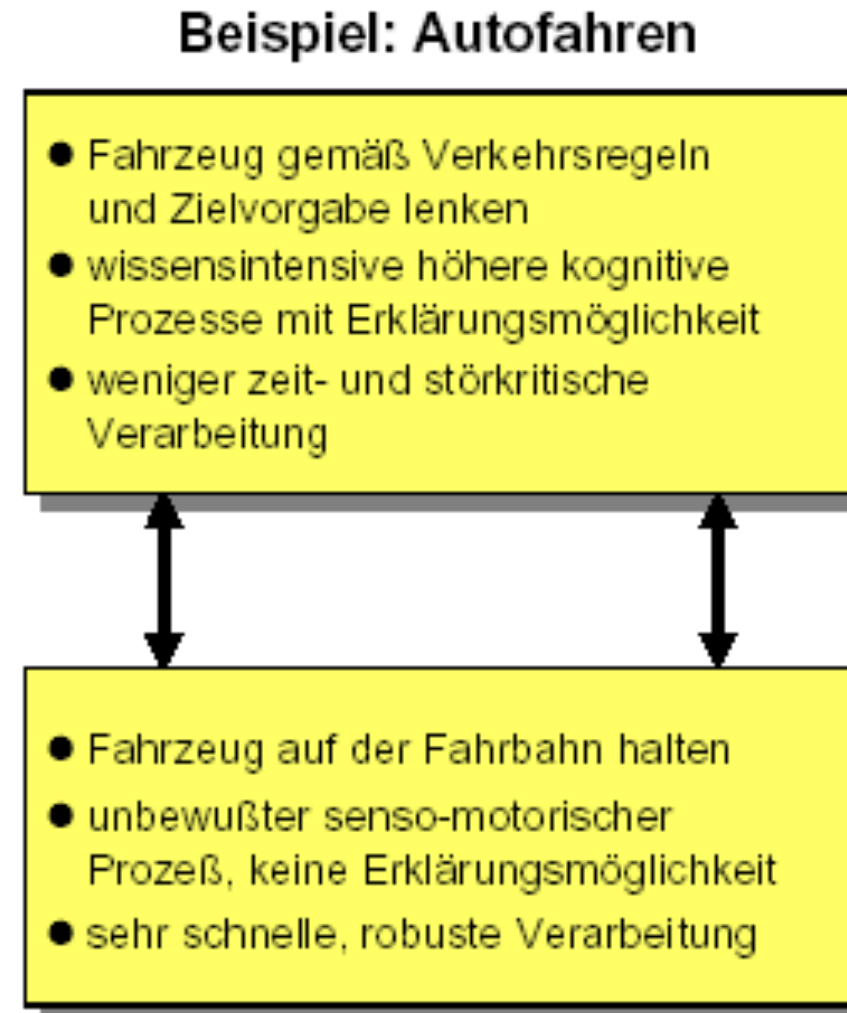 Beispiel: Autofahren
● Fahrzeug gemäß Verkehrsregeln
und Zielvorgabe lenken
● wissensintensive höhere kognitive
Prozesse mit Erklärungsmöglichkeit
● weniger zeit- und störkritische
Verarbeitung
● Fahrzeug auf der Fahrbahn halten
● unbewußter senso-motorischer
Prozeß, keine Erklärungsmöglichkeit
● sehr schnelle, robuste Verarbeitung